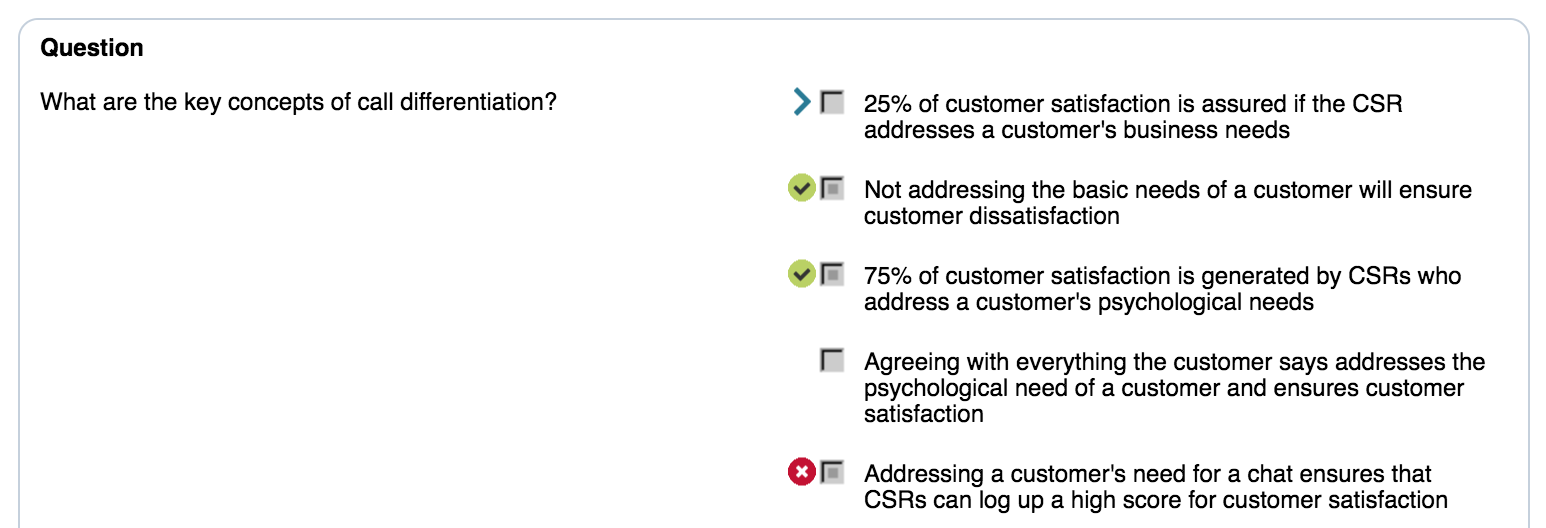 Question
What are the key concepts of call differentiation?
25% of customer satisfaction is assured if the CSR
addresses a customer's business needs
Not addressing the basic needs of a customer will ensure
customer dissatisfaction
75% of customer satisfaction is generated by CSRs who
address a customer's psychological needs
Agreeing with everything the customer says addresses the
psychological need of a customer and ensures customer
satisfaction
Addressing a customer's need for a chat ensures that
CSRs can log up a high score for customer satisfaction